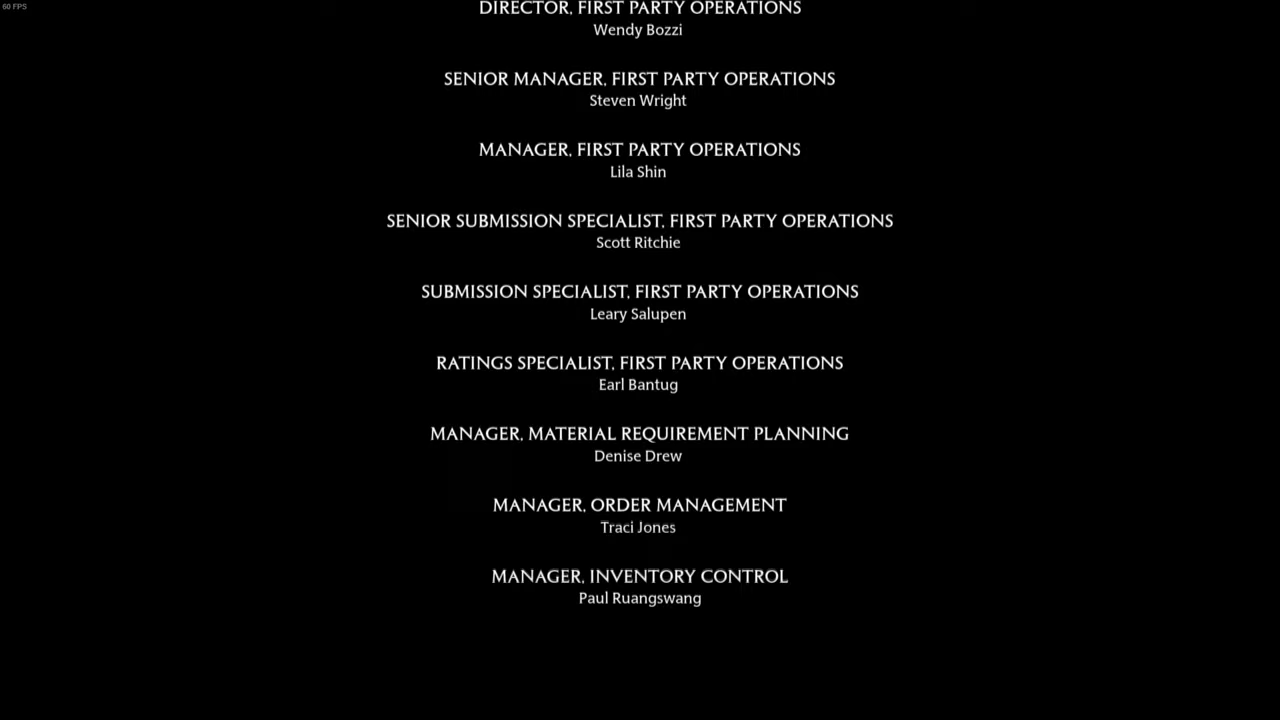 60 FPS
DIRECTOR, FIRST PARTY OPERATIONS
Wendy Bozzi
SENIOR MANAGER, FIRST PARTY OPERATIONS
Steven Wright
MANAGER, FIRST PARTY OPERATIONS
Lila Shin
SENIOR SUBMISSION SPECIALIST, FIRST PARTY OPERATIONS
Scott Ritchie
SUBMISSION SPECIALIST, FIRST PARTY OPERATIONS
Leary Salupen
RATINGS SPECIALIST, FIRST PARTY OPERATIONS
Earl Bantug
MANAGER, MATERIAL REQUIREMENT PLANNING
Denise Drew
MANAGER, ORDER MANAGEMENT
Traci Jones
MANAGER, INVENTORY CONTROL
Paul Ruangswang